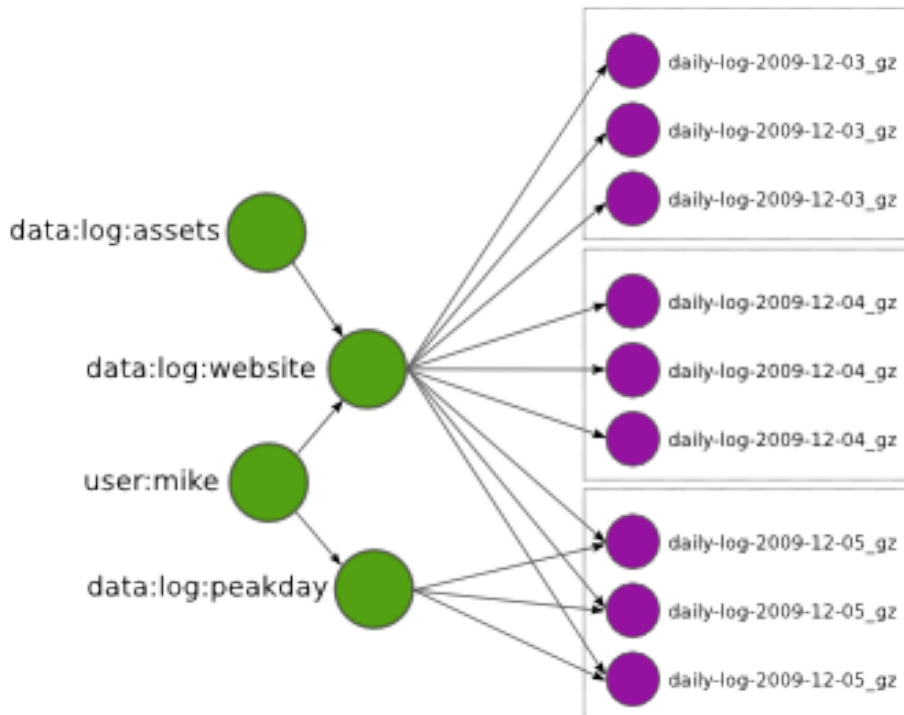 daily-log-2009-12-03_gz
daily-log-2009-12-03_gz
daily-log-2009-12-03_gz
data:log:assets
daily-log-2009-12-04_gz
data:log:website
daily-log-2009-12-04_gz
daily-log-2009-12-04_gz
user:mike
daily-log-2009-12-05_gz
data:log:peakday
daily-log-2009-12-05_gz
daily-log-2009-12-05_gz